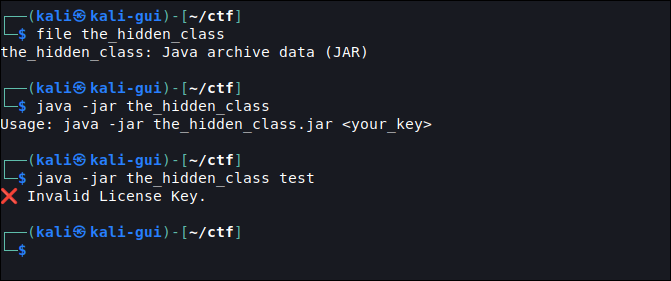 ┌──(kali㉿kali-gui)-[~/ctf]
└─$ file the_hidden_class
the_hidden_class: Java archive data (JAR)
┌──(kali㉿kali-gui)-[~/ctf]
└─$ java -jar the_hidden_class
Usage: java -jar the_hidden_class.jar <your_key>
┌──(kali㉿kali-gui)-[~/ctf]
└─$ java -jar the_hidden_class test
❌ Invalid License Key.
┌──(kali㉿kali-gui)-[~/ctf]
└─$